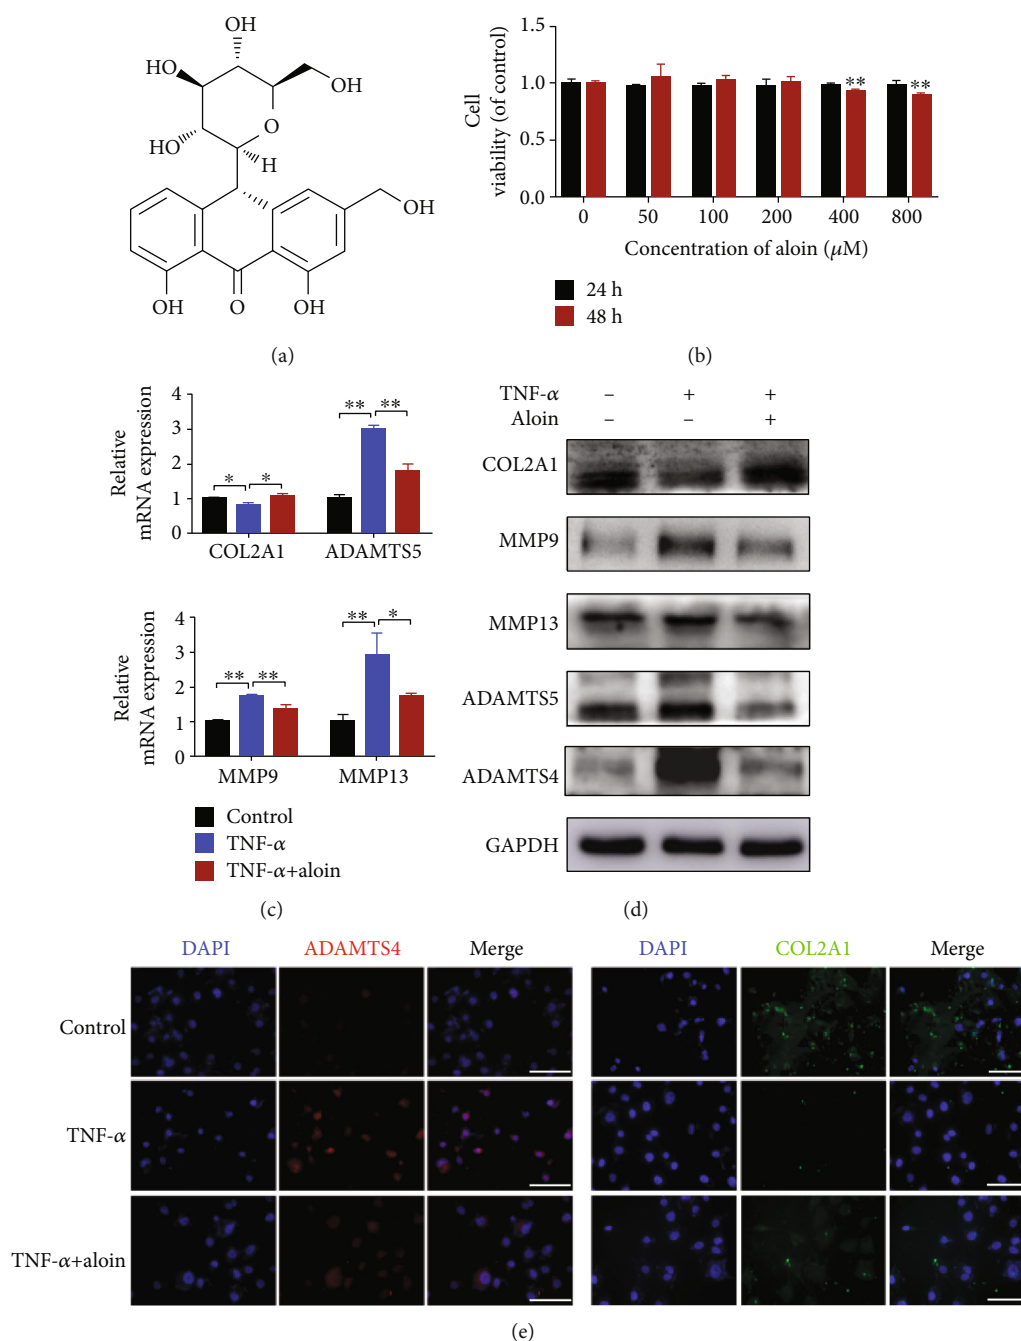 OH
OH
HO
OH
HO
O
HO
H
OH
OH
O
OH
(a)
Cell
viability (of control)
1.5
1.0
0.5
0.0
** **
0 50 100 200 400 800
Concentration of aloin (μM)
24 h
48 h
(b)
Relative
mRNA expression
4
3
2
1
0
* * ** **
COL2A1 ADAMTS5
Relative
mRNA expression
4
3
2
1
0
** ** ** *
MMP9 MMP13
Control
TNF-α
TNF-α+aloin
(c)
TNF-α – + +
Aloin – – +
COL2A1
MMP9
MMP13
ADAMTS5
ADAMTS4
GAPDH
(d)
DAPI ADAMTS4 Merge DAPI COL2A1 Merge
Control
TNF-α
TNF-α+aloin
(e)